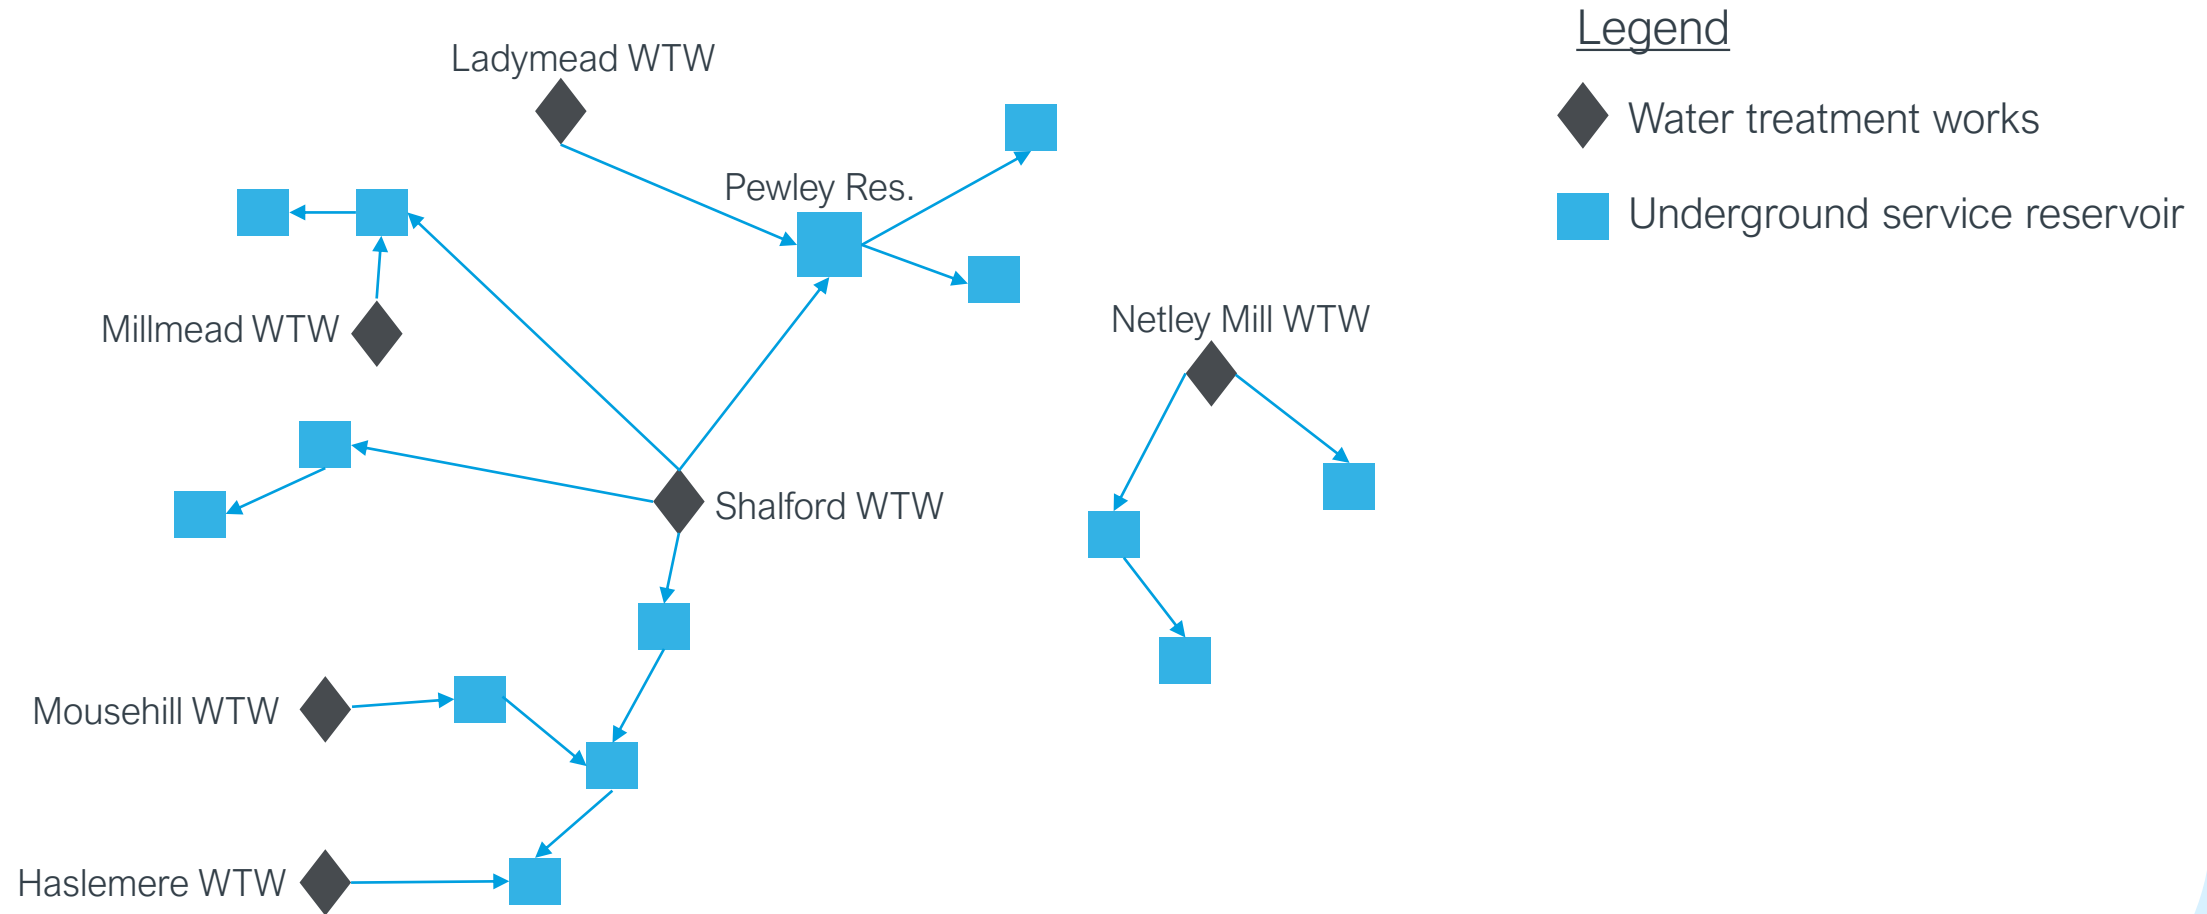 Legend
Water treatment works
Underground service reservoir
Ladymead WTW
Pewley Res.
Millmead WTW
Netley Mill WTW
Shalford WTW
Mousehill WTW
Haslemere WTW